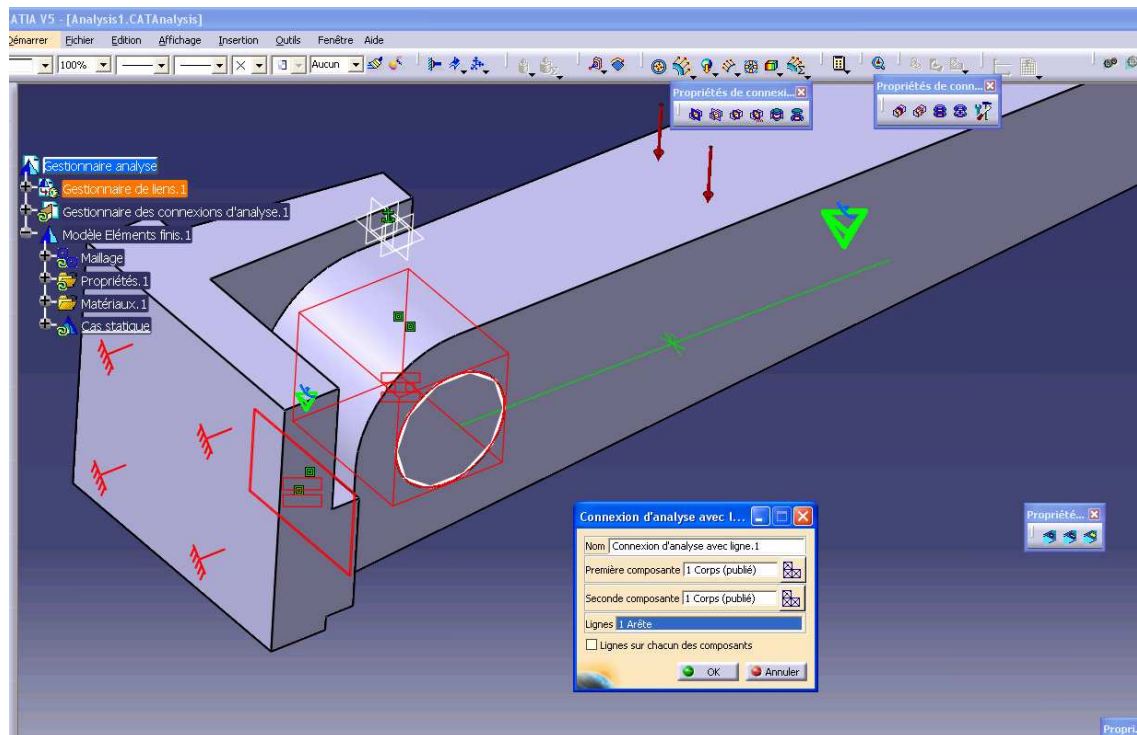 ATIA V5 - [Analysis1.CATAnalysis]
Démarrer Fichier Edition Affichage Insertion Outils Fenêtre Aide
100% Aucun
Propriétés de connexi...
Propriétés de conn...
Gestionnaire analyse
Gestionnaire de liens.1
Gestionnaire des connexions d'analyse.1
Modèle Eléments finis.1
Maillage
Propriétés.1
Matériaux.1
Cas statique
Propriété...
Connexion d'analyse avec l...
Nom Connexion d'analyse avec ligne.1
Première composante 1 Corps (publié)
Seconde composante 1 Corps (publié)
Lignes 1 Arête
Lignes sur chacun des composants
OK Annuler
Propri